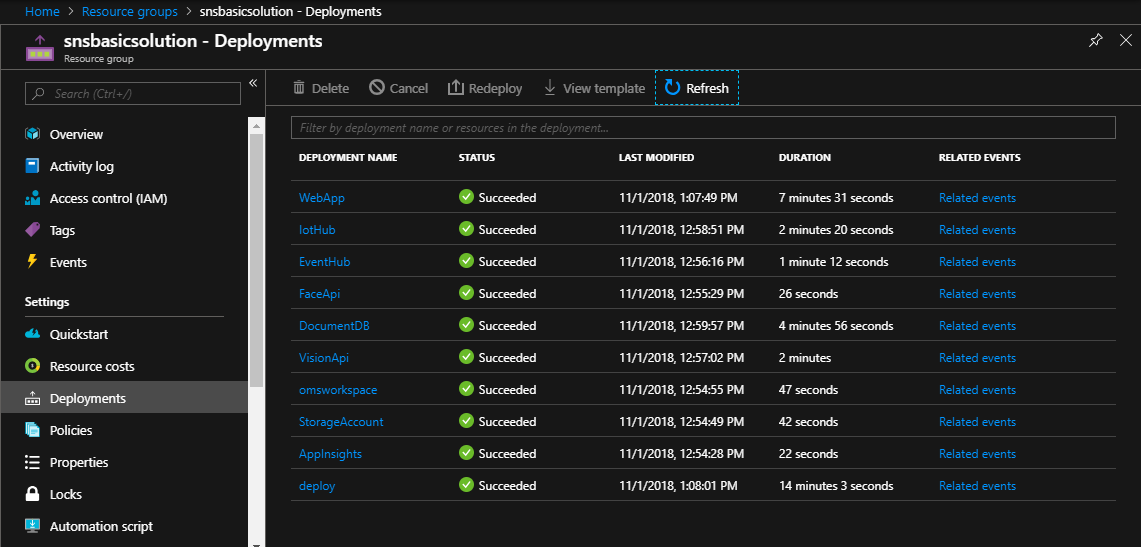 Home > Resource groups > snsbasicsolution - Deployments
snsbasicsolution - Deployments
Resource group
Search (Ctrl+/)
«
Overview
Activity log
Access control (IAM)
Tags
Events
Settings
Quickstart
Resource costs
Deployments
Policies
Properties
Locks
Automation script
Delete Cancel Redeploy View template Refresh
Filter by deployment name or resources in the deployment...
DEPLOYMENT NAME STATUS LAST MODIFIED DURATION RELATED EVENTS
WebApp Succeeded 11/1/2018, 1:07:49 PM 7 minutes 31 seconds Related events
IotHub Succeeded 11/1/2018, 12:58:51 PM 2 minutes 20 seconds Related events
EventHub Succeeded 11/1/2018, 12:56:16 PM 1 minute 12 seconds Related events
FaceApi Succeeded 11/1/2018, 12:55:29 PM 26 seconds Related events
DocumentDB Succeeded 11/1/2018, 12:59:57 PM 4 minutes 56 seconds Related events
VisionApi Succeeded 11/1/2018, 12:57:02 PM 2 minutes Related events
omsworkspace Succeeded 11/1/2018, 12:54:55 PM 47 seconds Related events
StorageAccount Succeeded 11/1/2018, 12:54:49 PM 42 seconds Related events
AppInsights Succeeded 11/1/2018, 12:54:28 PM 22 seconds Related events
deploy Succeeded 11/1/2018, 1:08:01 PM 14 minutes 3 seconds Related events